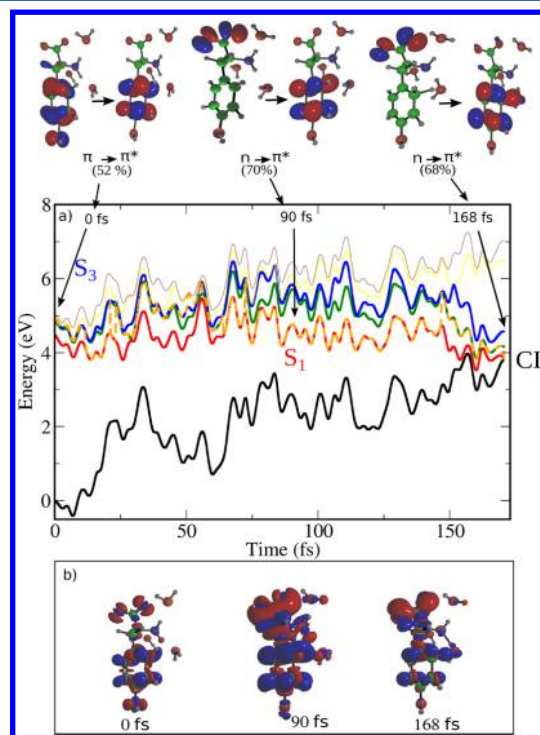 π → π*
(52 %)
n → π*
(70%)
n → π*
(68%)
a)
0 fs
90 fs
168 fs
S₃
S₁
CI
8
6
4
2
0
Energy (eV)
0
50
100
150
Time (fs)
b)
0 fs
90 fs
168 fs